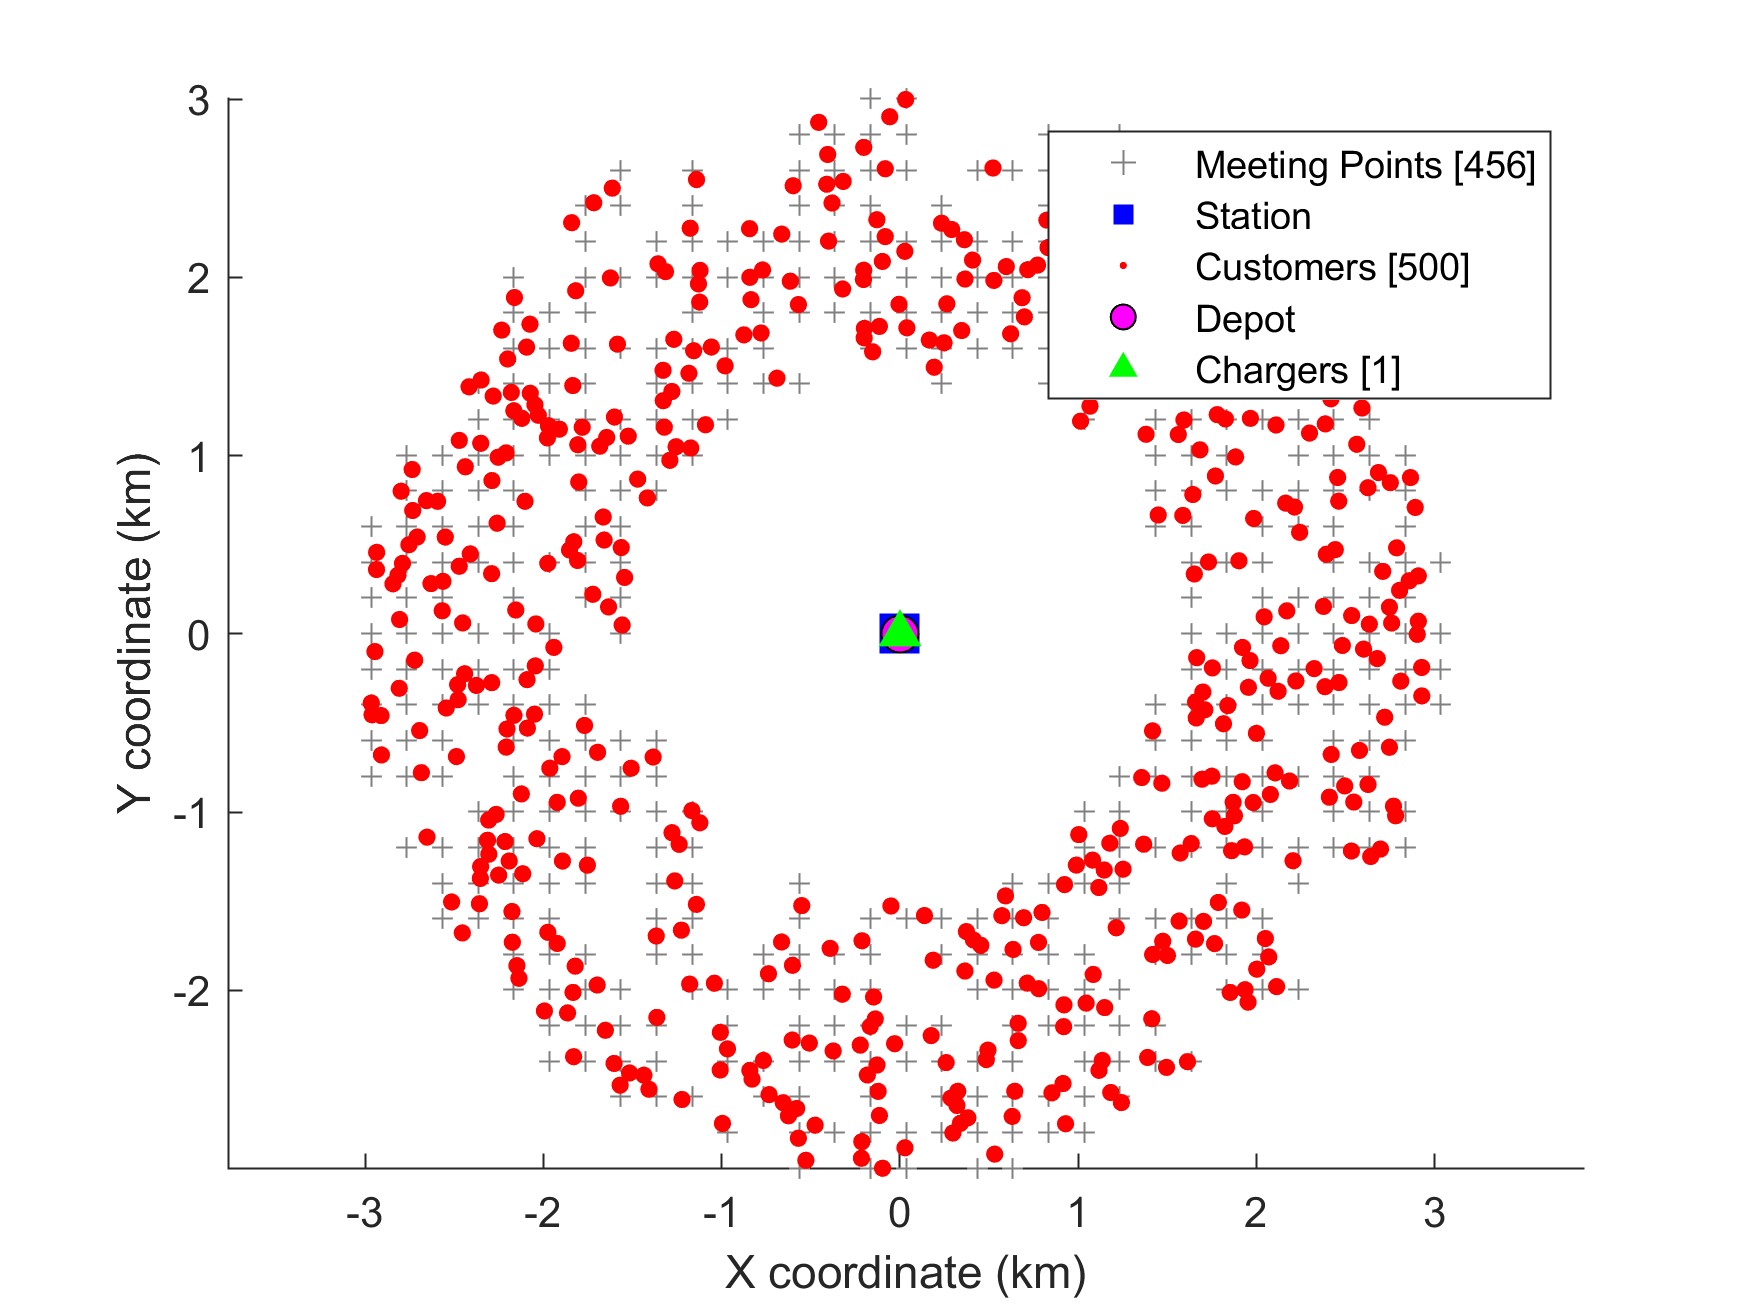 3
2
1
0
-1
-2
Y coordinate (km)
Meeting Points [456]
Station
Customers [500]
Depot
Chargers [1]
-3 -2 -1 0 1 2 3
X coordinate (km)